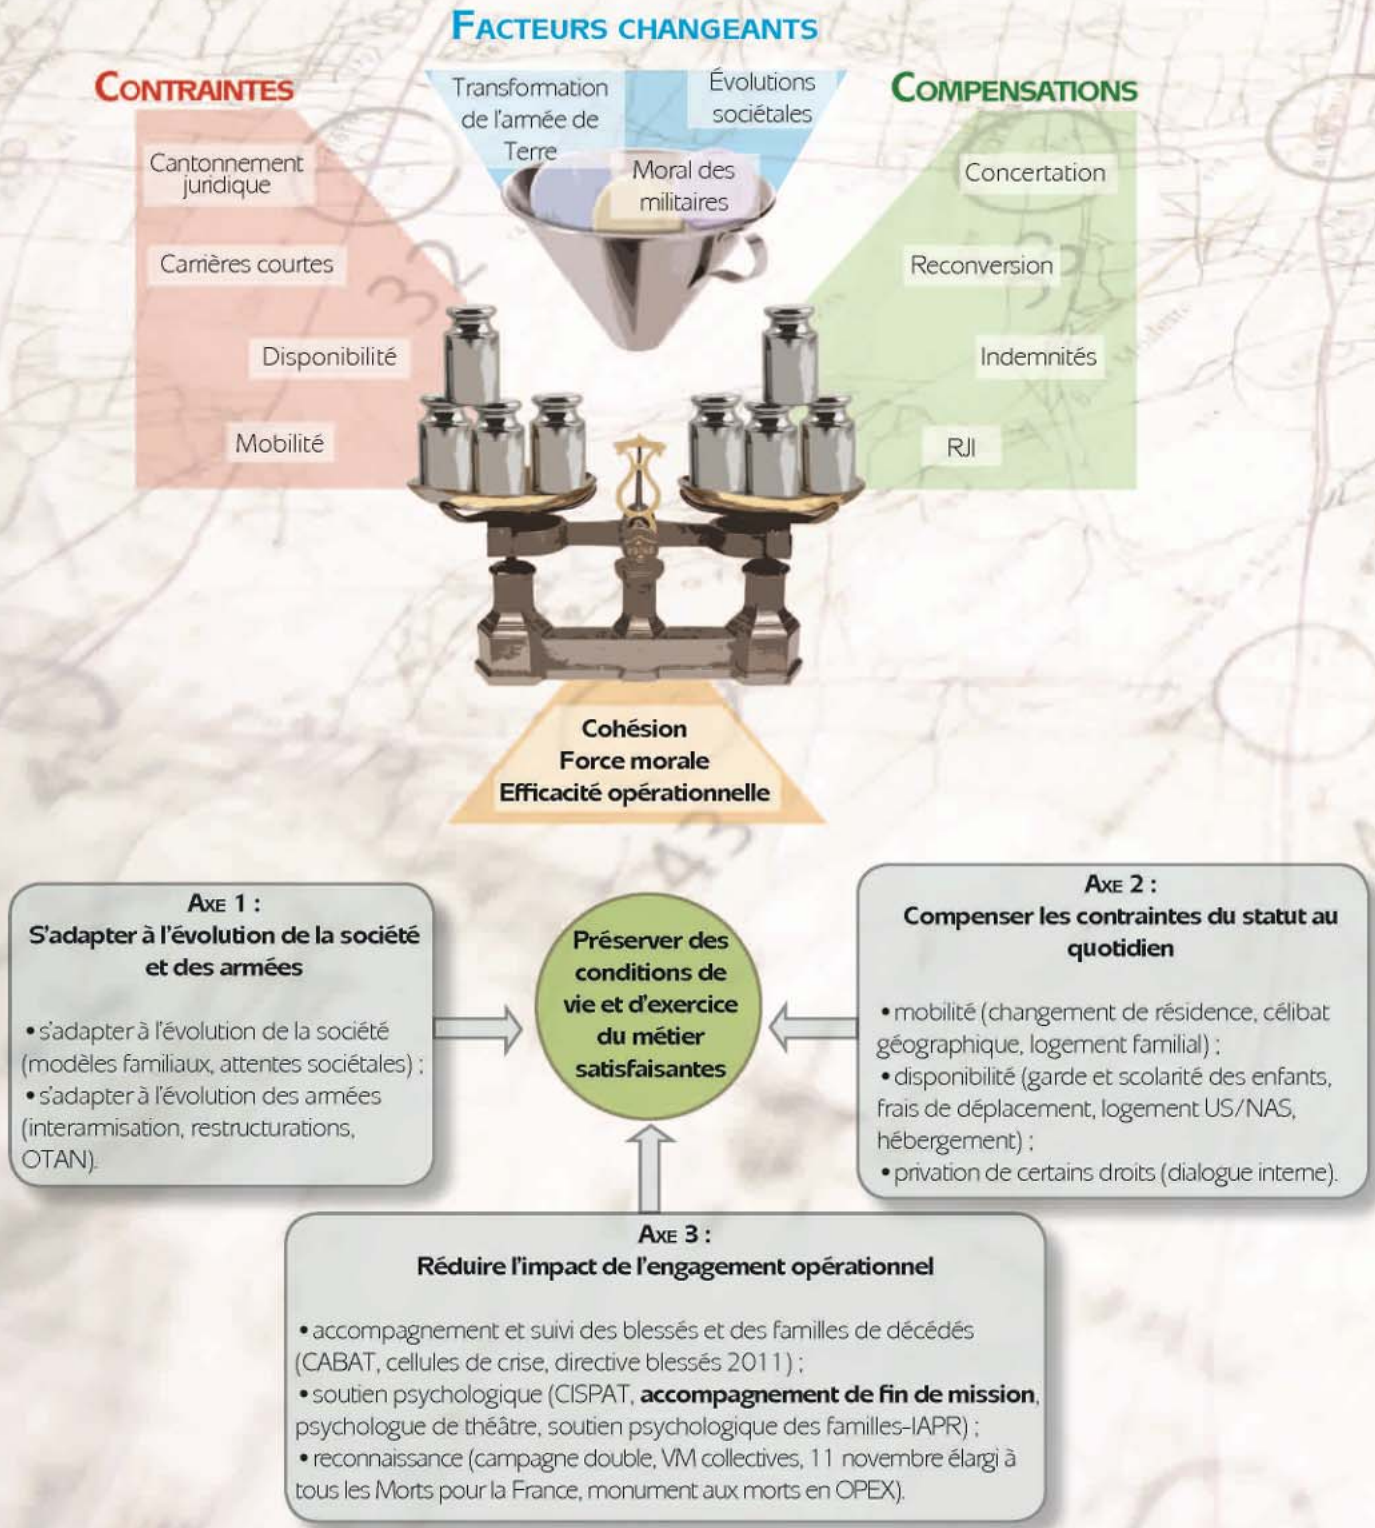 FACTEURS CHANGEANTS
CONTRAINTES
Cantonnement
juridique
Carrières courtes
Disponibilité
Mobilité
Transformation
de l'armée de
Terre
Évolutions
sociétales
Moral des
militaires
COMPENSATIONS
Concertation
Reconversion
Indemnités
RJI
32
Cohésion
Force morale
Efficacité opérationnelle
43
AXE 1 :
S'adapter à l'évolution de la société
et des armées
• s'adapter à l'évolution de la société
(modèles familiaux, attentes sociétales) ;
• s'adapter à l'évolution des armées
(interarmisation, restructurations,
OTAN).
Préserver des
conditions de
vie et d'exercice
du métier
satisfaisantes
AXE 2 :
Compenser les contraintes du statut au
quotidien
• mobilité (changement de résidence, célibat
géographique, logement familial) ;
• disponibilité (garde et scolarité des enfants,
frais de déplacement, logement US/NAS,
hébergement) ;
• privation de certains droits (dialogue interne).
AXE 3 :
Réduire l'impact de l'engagement opérationnel
• accompagnement et suivi des blessés et des familles de décédés
(CABAT, cellules de crise, directive blessés 2011) ;
• soutien psychologique (CISPAT, accompagnement de fin de mission,
psychologue de théâtre, soutien psychologique des familles-IAPR) ;
• reconnaissance (campagne double, VM collectives, 11 novembre élargi à
tous les Morts pour la France, monument aux morts en OPEX).